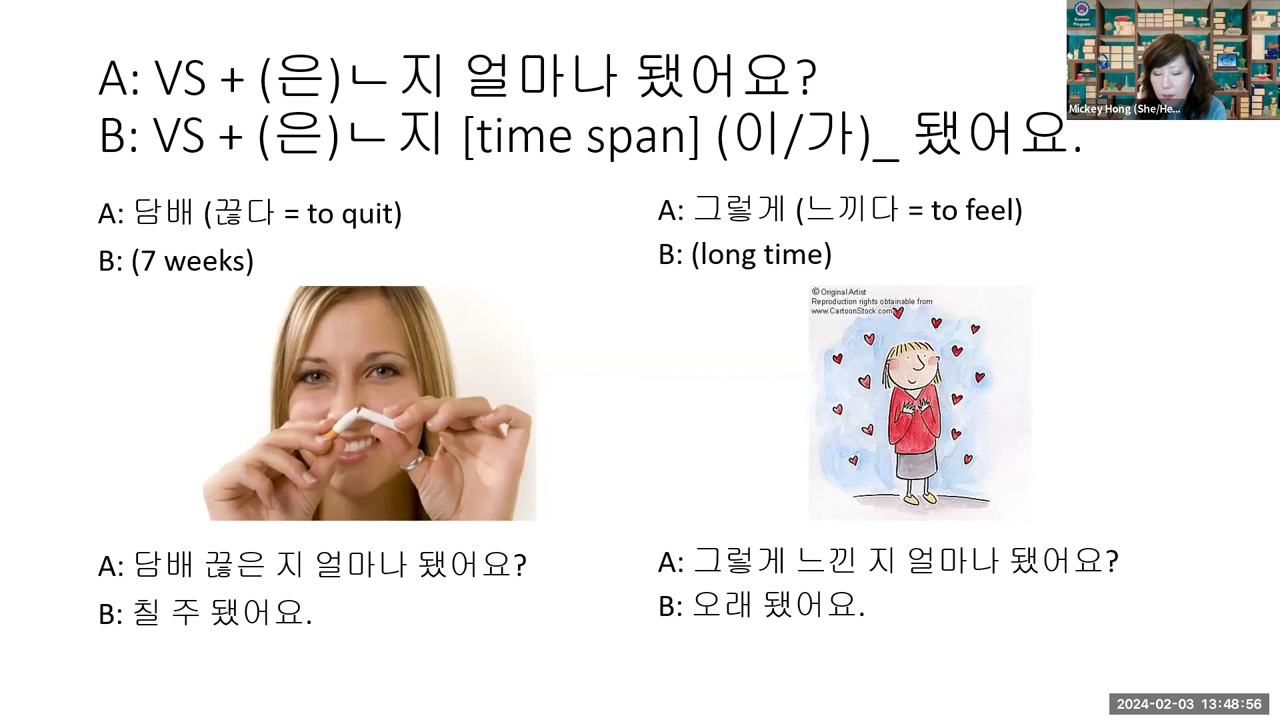 A: VS + (은)ㄴ지 얼마나 됐어요?
B: VS + (은)ㄴ지 [time span] (이/가)_ 됐어요.
Korean
Program
Mickey Hong (She/He...
A: 담배 (끊다 = to quit)
B: (7 weeks)
A: 그렇게 (느끼다 = to feel)
B: (long time)
© Original Artist
Reproduction rights obtainable from
www.CartoonStock.com
A: 담배 끊은 지 얼마나 됐어요?
B: 칠 주 됐어요.
A: 그렇게 느낀 지 얼마나 됐어요?
B: 오래 됐어요.
2024-02-03 13:48:56